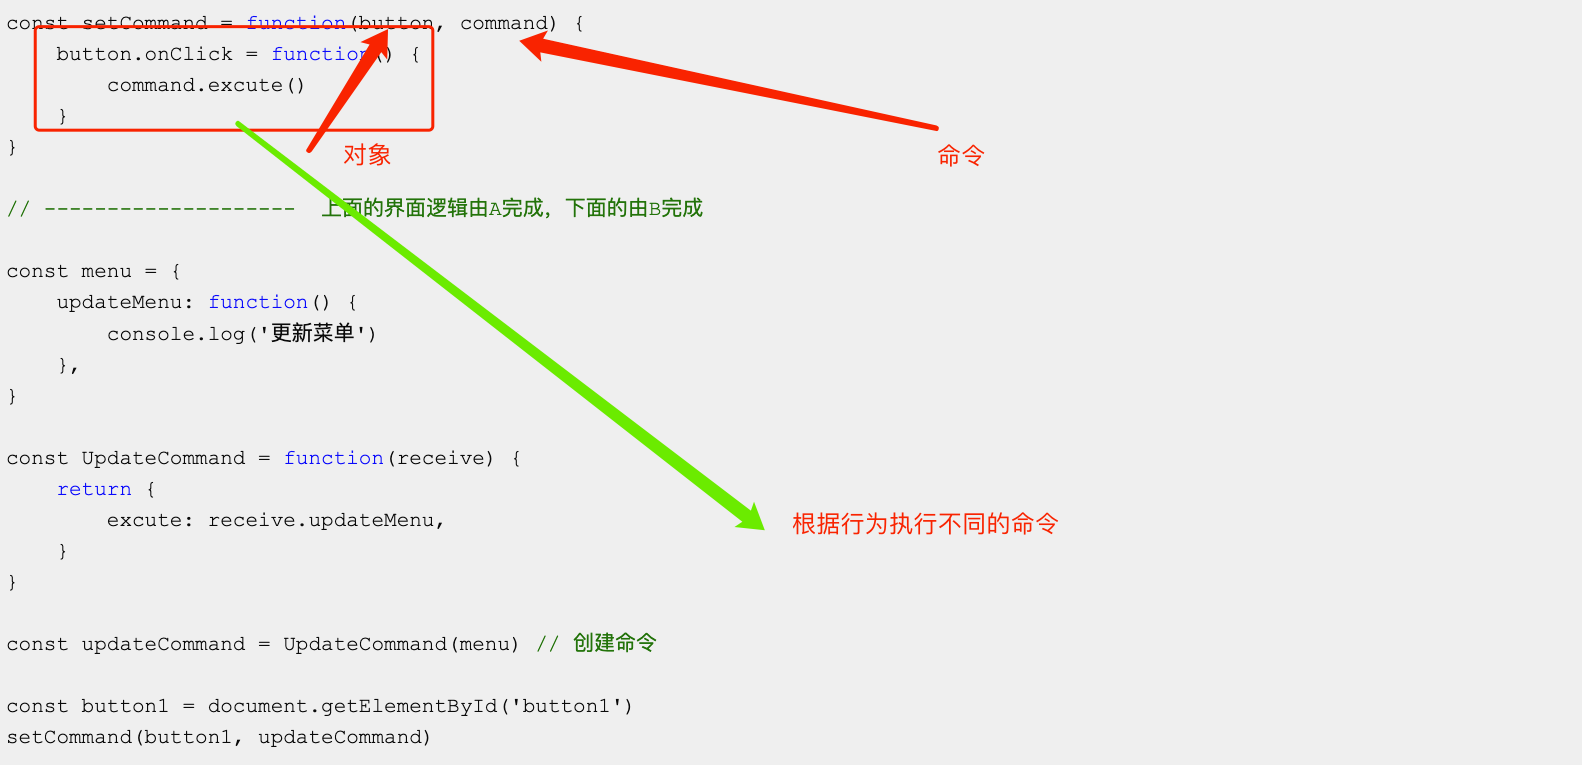 const setCommand = function(button, command) {
    button.onClick = function() {
        command.excute()
    }
}
对象
命令
// -------------------- 上面的界面逻辑由A完成，下面的由B完成
const menu = {
    updateMenu: function() {
        console.log('更新菜单')
    },
}
const UpdateCommand = function(receive) {
    return {
        excute: receive.updateMenu,
根据行为执行不同的命令
    }
}
const updateCommand = UpdateCommand(menu) // 创建命令
const button1 = document.getElementById('button1')
setCommand(button1, updateCommand)